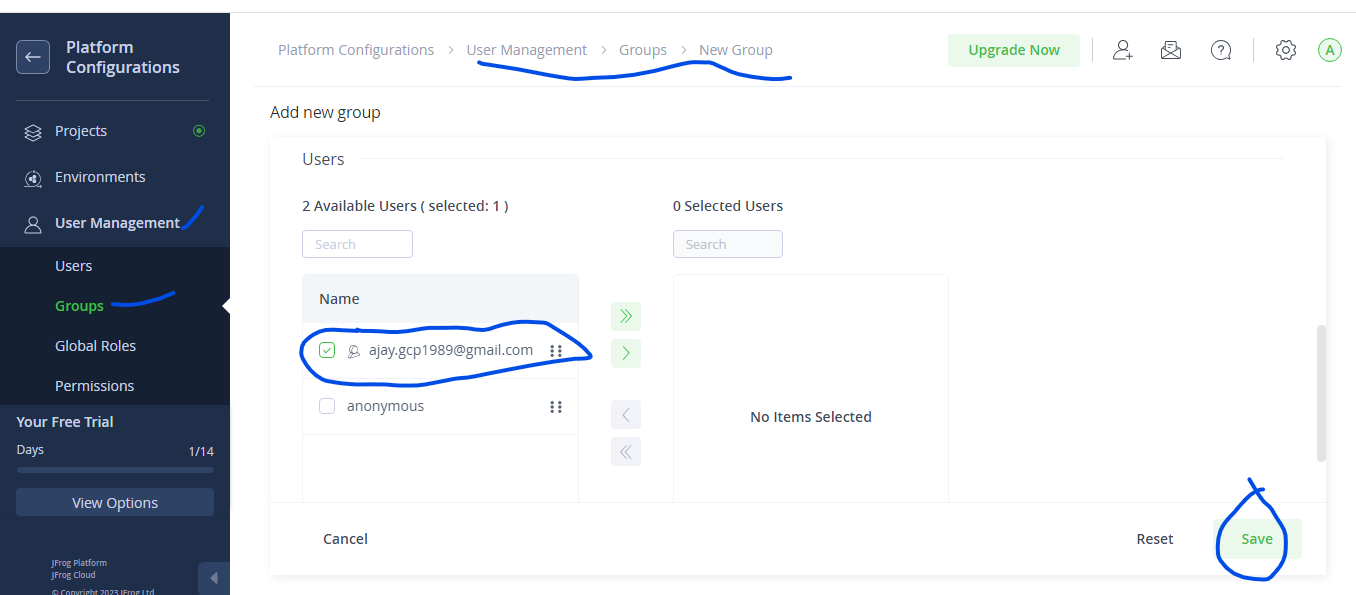 Platform Configurations
Platform Configurations > User Management > Groups > New Group
Upgrade Now
A
Projects
Environments
User Management
Users
Groups
Global Roles
Permissions
Your Free Trial
Days 1/14
View Options
JFrog Platform
JFrog Cloud
© Copyright 2023 JFrog Ltd
Add new group
Users
2 Available Users ( selected: 1 )
0 Selected Users
Search
Search
Name
ajay.gcp1989@gmail.com
anonymous
No Items Selected
Cancel
Reset
Save